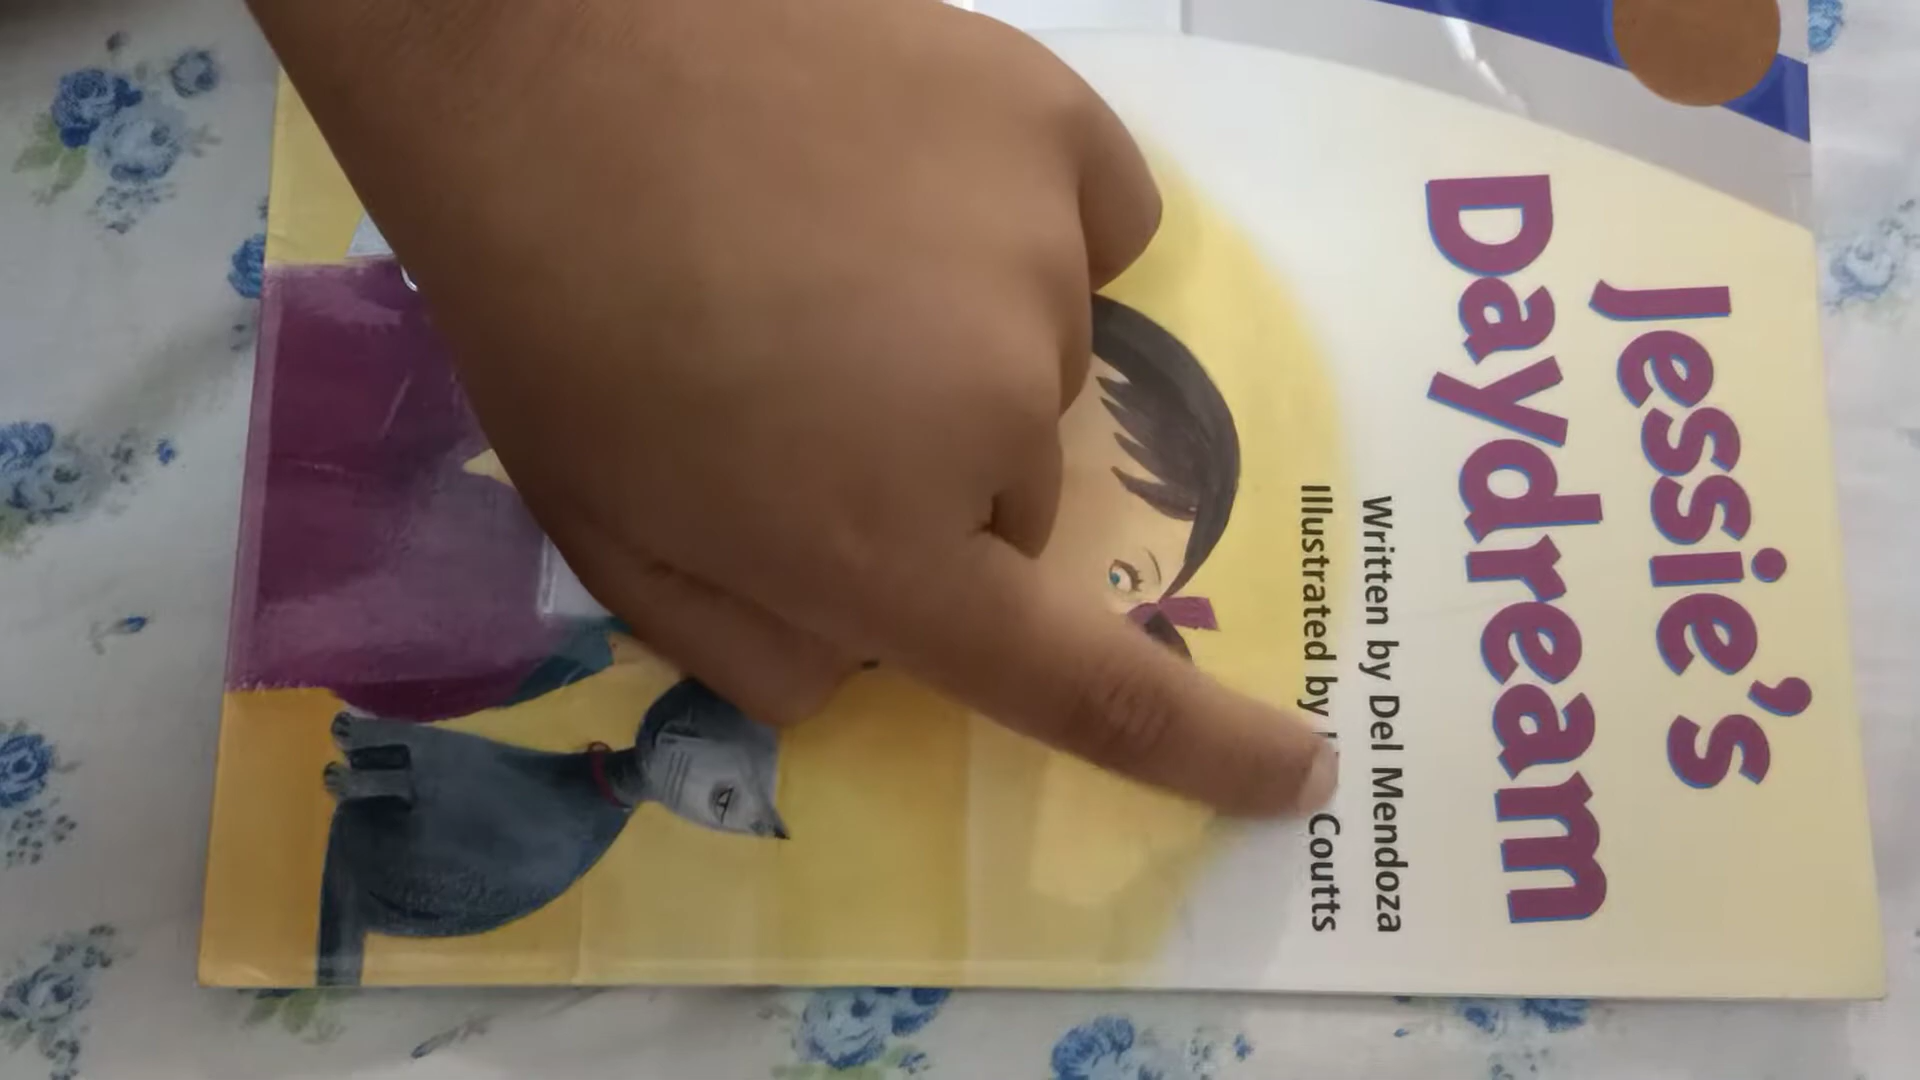 Jessie's
Daydream
Written by Del Mendoza
Illustrated by Coutts